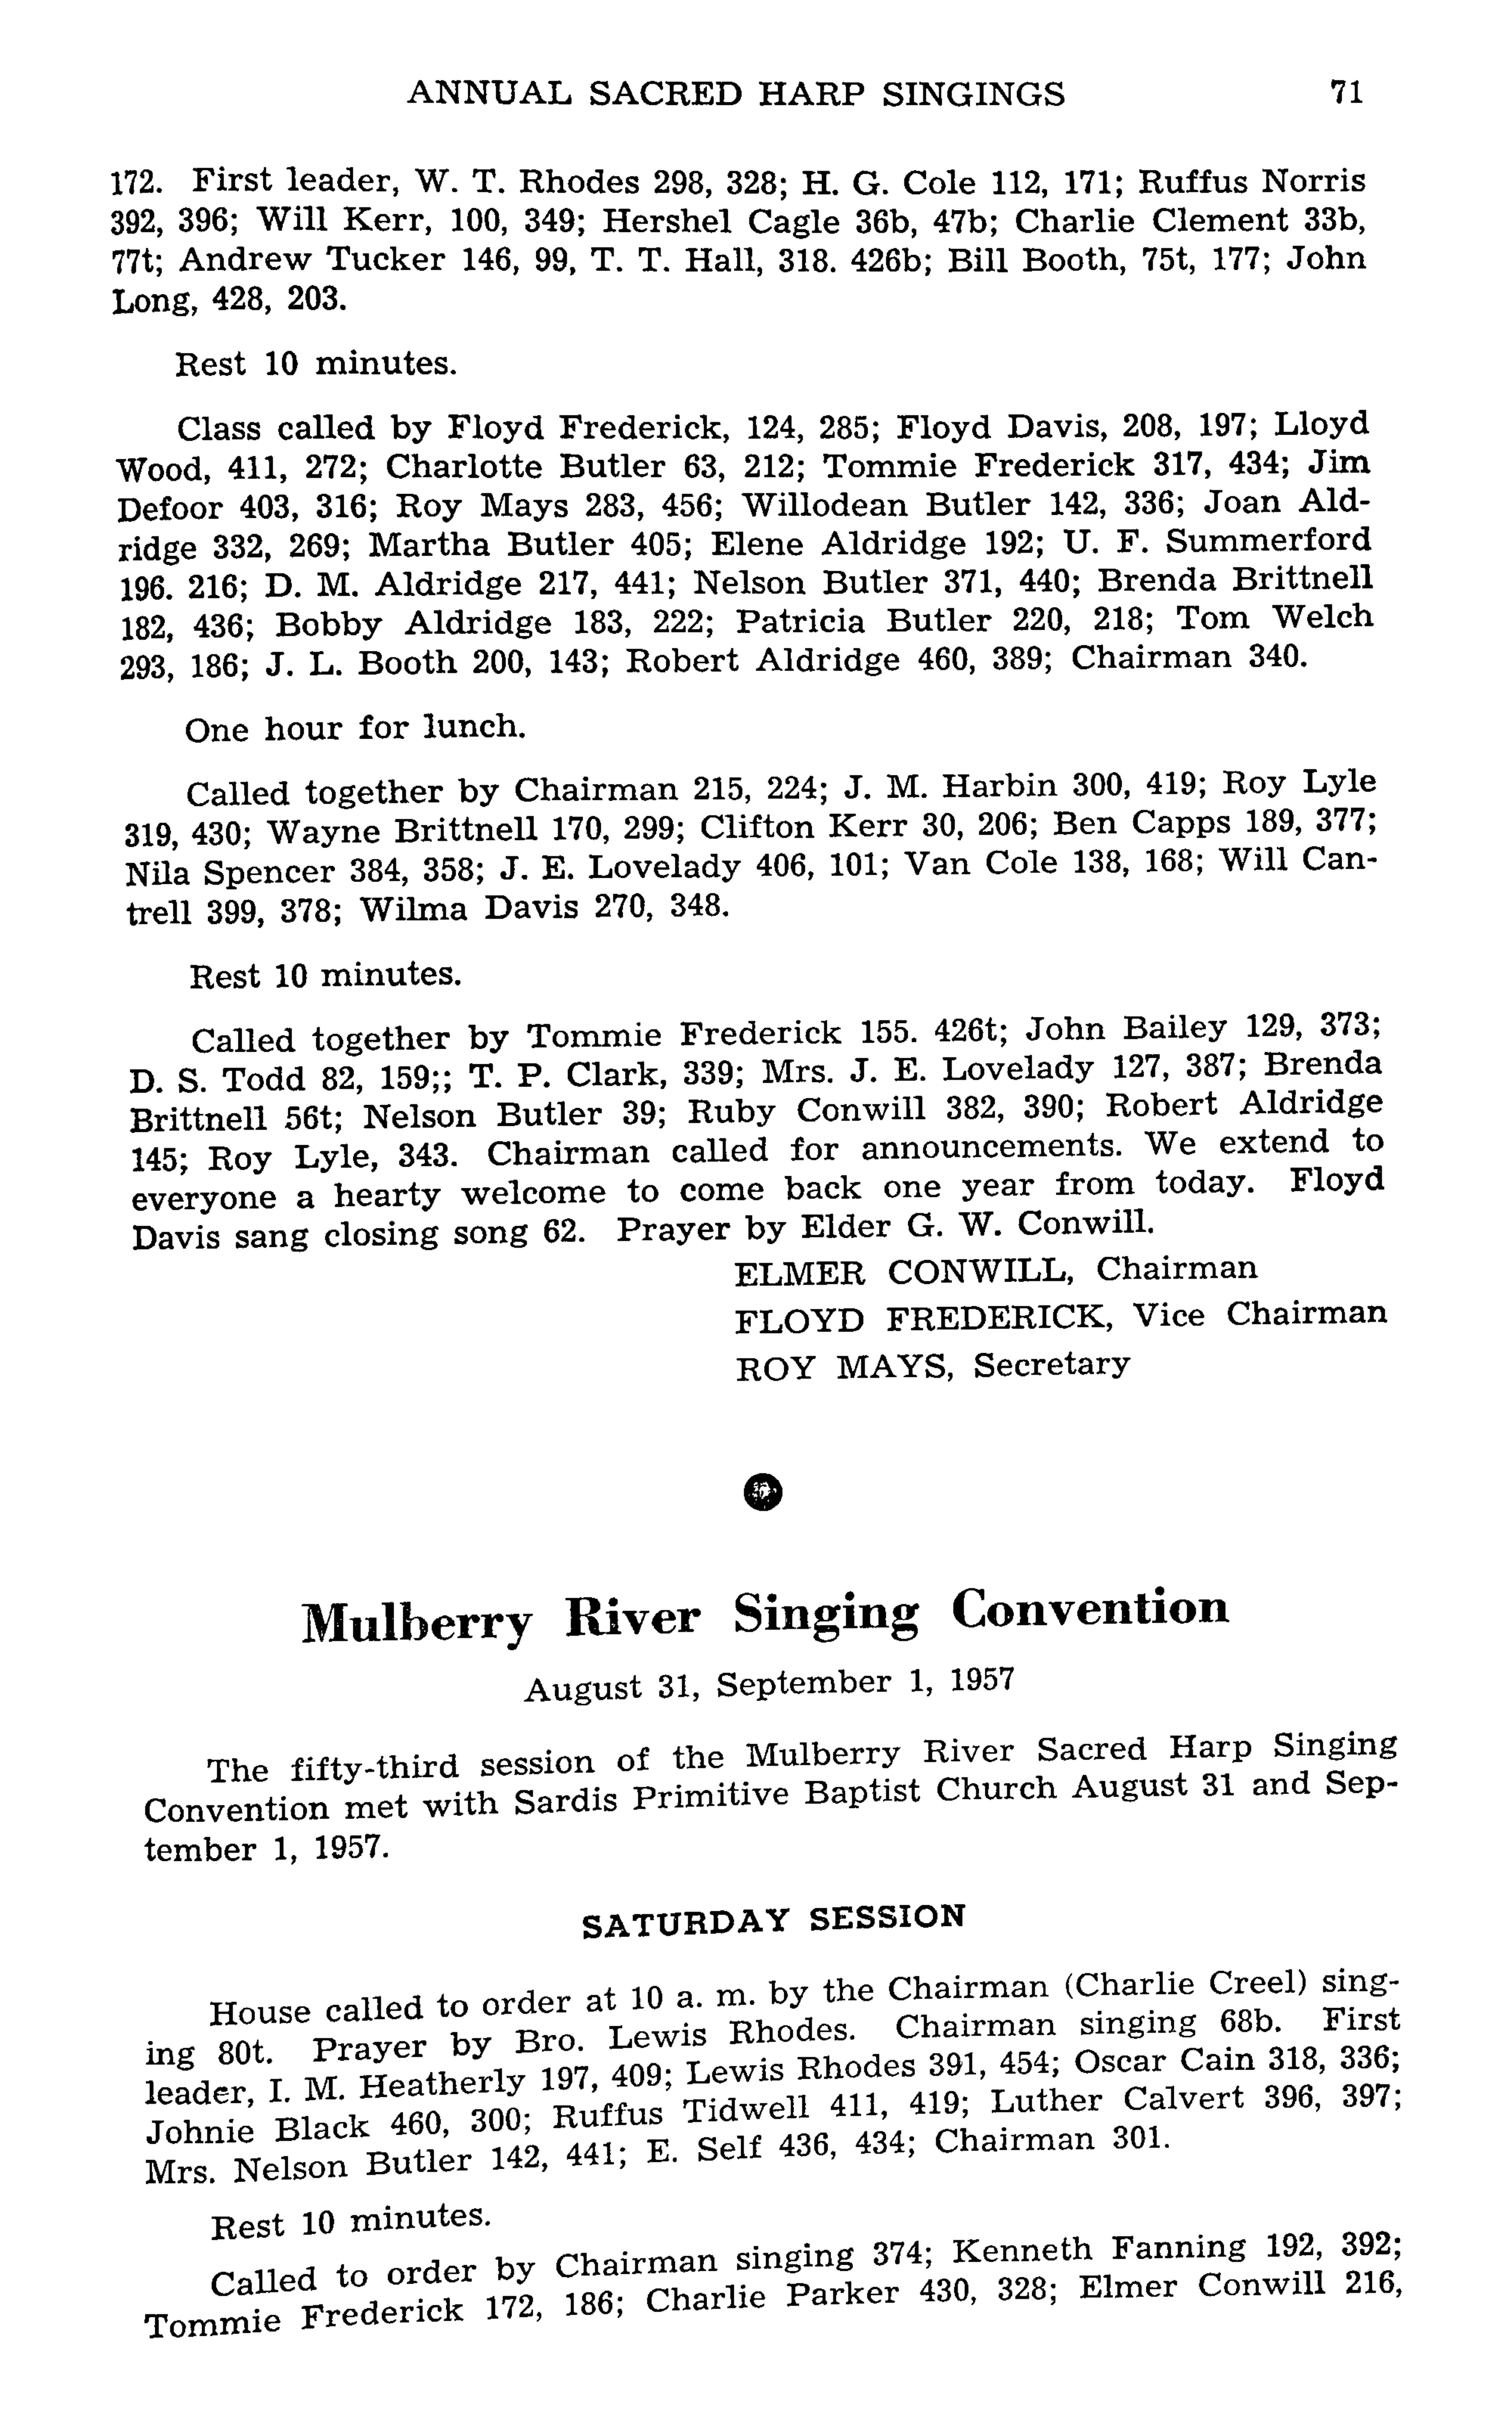 ANNUAL SACRED HARP SINGINGS 71
172. First leader, W. T. Rhodes 298, 328; H. G. Cole 112, 171; Ruffus Norris
392, 396; Will Kerr, 100, 349; Hershel Cagle 36b, 47b; Charlie Clement 33b,
77t; Andrew Tucker 146, 99, T. T. Hall, 318. 426b; Bill Booth, 75t, 177; John
Long, 428, 203.
Rest 10 minutes.
Class called by Floyd Frederick, 124, 285; Floyd Davis, 208, 197; Lloyd
Wood, 411, 272; Charlotte Butler 63, 212; Tommie Frederick 317, 434; Jim
Defoor 403, 316; Roy Mays 283, 456; Willodean Butler 142, 336; Joan Ald-
ridge 332, 269; Martha Butler 405; Elene Aldridge 192; U. F. Summerford
196. 216; D. M. Aldridge 217, 441; Nelson Butler 371, 440; Brenda Brittnell
182, 436; Bobby Aldridge 183, 222; Patricia Butler 220, 218; Tom Welch
293, 186; J. L. Booth 200, 143; Robert Aldridge 460, 389; Chairman 340.
One hour for lunch.
Called together by Chairman 215, 224; J. M. Harbin 300, 419; Roy Lyle
319, 430; Wayne Brittnell 170, 299; Clifton Kerr 30, 206; Ben Capps 189, 377;
Nila Spencer 384, 358; J. E. Lovelady 406, 101; Van Cole 138, 168; Will Can-
trell 399, 378; Wilma Davis 270, 348.
Rest 10 minutes.
Called together by Tommie Frederick 155. 426t; John Bailey 129, 373;
D. S. Todd 82, 159;; T. P. Clark, 339; Mrs. J. E. Lovelady 127, 387; Brenda
Brittnell 56t; Nelson Butler 39; Ruby Conwill 382, 390; Robert Aldridge
145; Roy Lyle, 343. Chairman called for announcements. We extend to
everyone a hearty welcome to come back one year from today. Floyd
Davis sang closing song 62. Prayer by Elder G. W. Conwill.
ELMER CONWILL, Chairman
FLOYD FREDERICK, Vice Chairman
ROY MAYS, Secretary
Mulberry River Singing Convention
August 31, September 1, 1957
The fifty-third session of the Mulberry River Sacred Harp Singing
Convention met with Sardis Primitive Baptist Church August 31 and Sep-
tember 1, 1957.
SATURDAY SESSION
House called to order at 10 a. m. by the Chairman (Charlie Creel) sing-
ing 80t. Prayer by Bro. Lewis Rhodes. Chairman singing 68b. First
leader, I. M. Heatherly 197, 409; Lewis Rhodes 391, 454; Oscar Cain 318, 336;
Johnie Black 460, 300; Ruffus Tidwell 411, 419; Luther Calvert 396, 397;
Mrs. Nelson Butler 142, 441; E. Self 436, 434; Chairman 301.
Rest 10 minutes.
Called to order by Chairman singing 374; Kenneth Fanning 192, 392;
Tommie Frederick 172, 186; Charlie Parker 430, 328; Elmer Conwill 216,